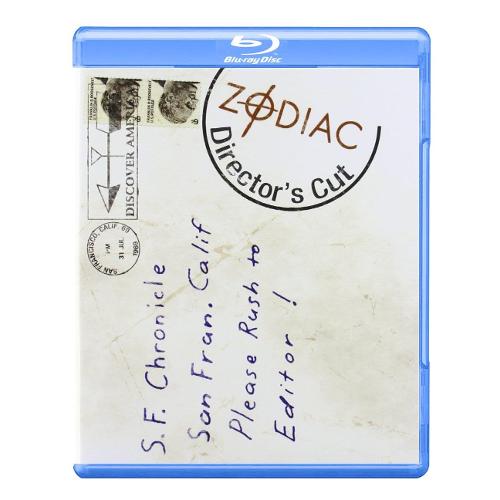 Blu-ray Disc
ZODIAC
Director's Cut
DISCOVER AMERICA
SAN FRANCISCO, CALIF
PM
31 JUL
1969
S.F. Chronicle
San Fran. Calif
Please Rush to
Editor!